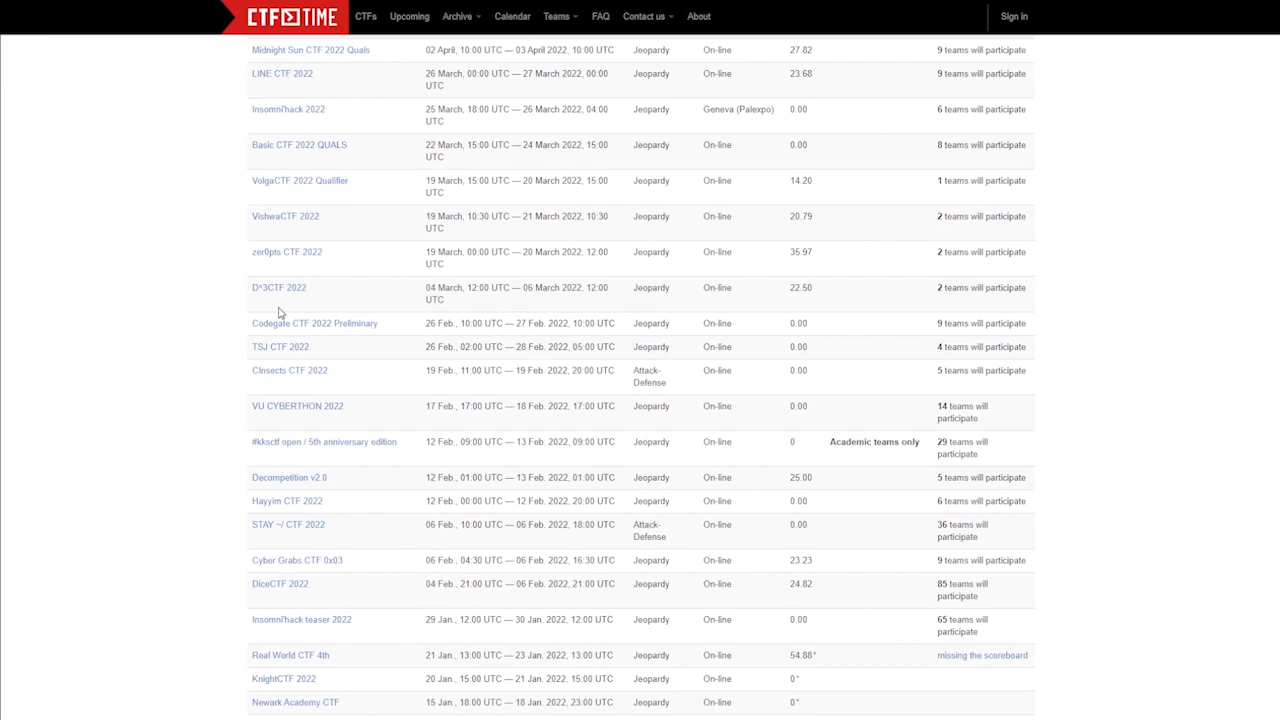 CTF TIME CTFs Upcoming Archive Calendar Teams FAQ Contact us About Sign in
Midnight Sun CTF 2022 Quals 02 April, 10:00 UTC — 03 April 2022, 10:00 UTC Jeopardy On-line 27.82 9 teams will participate
LINE CTF 2022 26 March, 00:00 UTC — 27 March 2022, 00:00 Jeopardy On-line 23.68 9 teams will participate
UTC
Insomni'hack 2022 25 March, 18:00 UTC — 26 March 2022, 04:00 Jeopardy Geneva (Palexpo) 0.00 6 teams will participate
UTC
Basic CTF 2022 QUALS 22 March, 15:00 UTC — 24 March 2022, 15:00 Jeopardy On-line 0.00 8 teams will participate
UTC
VolgaCTF 2022 Qualifier 19 March, 15:00 UTC — 20 March 2022, 15:00 Jeopardy On-line 14.20 1 teams will participate
UTC
VishwaCTF 2022 19 March, 10:30 UTC — 21 March 2022, 10:30 Jeopardy On-line 20.79 2 teams will participate
UTC
zer0pts CTF 2022 19 March, 00:00 UTC — 20 March 2022, 12:00 Jeopardy On-line 35.97 2 teams will participate
UTC
D^3CTF 2022 04 March, 12:00 UTC — 06 March 2022, 12:00 Jeopardy On-line 22.50 2 teams will participate
UTC
Codegate CTF 2022 Preliminary 26 Feb., 10:00 UTC — 27 Feb. 2022, 10:00 UTC Jeopardy On-line 0.00 9 teams will participate
TSJ CTF 2022 26 Feb., 02:00 UTC — 28 Feb. 2022, 05:00 UTC Jeopardy On-line 0.00 4 teams will participate
CInsects CTF 2022 19 Feb., 11:00 UTC — 19 Feb. 2022, 20:00 UTC Attack- On-line 0.00 5 teams will participate
Defense
VU CYBERTHON 2022 17 Feb., 17:00 UTC — 18 Feb. 2022, 17:00 UTC Jeopardy On-line 0.00 14 teams will
participate
#kksctf open / 5th anniversary edition 12 Feb., 09:00 UTC — 13 Feb. 2022, 09:00 UTC Jeopardy On-line 0 Academic teams only 29 teams will
participate
Decompetition v2.0 12 Feb., 01:00 UTC — 13 Feb. 2022, 01:00 UTC Jeopardy On-line 25.00 5 teams will participate
Hayyim CTF 2022 12 Feb., 00:00 UTC — 12 Feb. 2022, 20:00 UTC Jeopardy On-line 0.00 6 teams will participate
STAY ~/ CTF 2022 06 Feb., 10:00 UTC — 06 Feb. 2022, 18:00 UTC Attack- On-line 0.00 36 teams will
Defense participate
Cyber Grabs CTF 0x03 06 Feb., 04:30 UTC — 06 Feb. 2022, 16:30 UTC Jeopardy On-line 23.23 9 teams will participate
DiceCTF 2022 04 Feb., 21:00 UTC — 06 Feb. 2022, 21:00 UTC Jeopardy On-line 24.82 85 teams will
participate
Insomni'hack teaser 2022 29 Jan., 12:00 UTC — 30 Jan. 2022, 12:00 UTC Jeopardy On-line 0.00 65 teams will
participate
Real World CTF 4th 21 Jan., 13:00 UTC — 23 Jan. 2022, 13:00 UTC Jeopardy On-line 54.88* missing the scoreboard
KnightCTF 2022 20 Jan., 15:00 UTC — 21 Jan. 2022, 15:00 UTC Jeopardy On-line 0*
Newark Academy CTF 15 Jan., 18:00 UTC — 18 Jan. 2022, 23:00 UTC Jeopardy On-line 0*